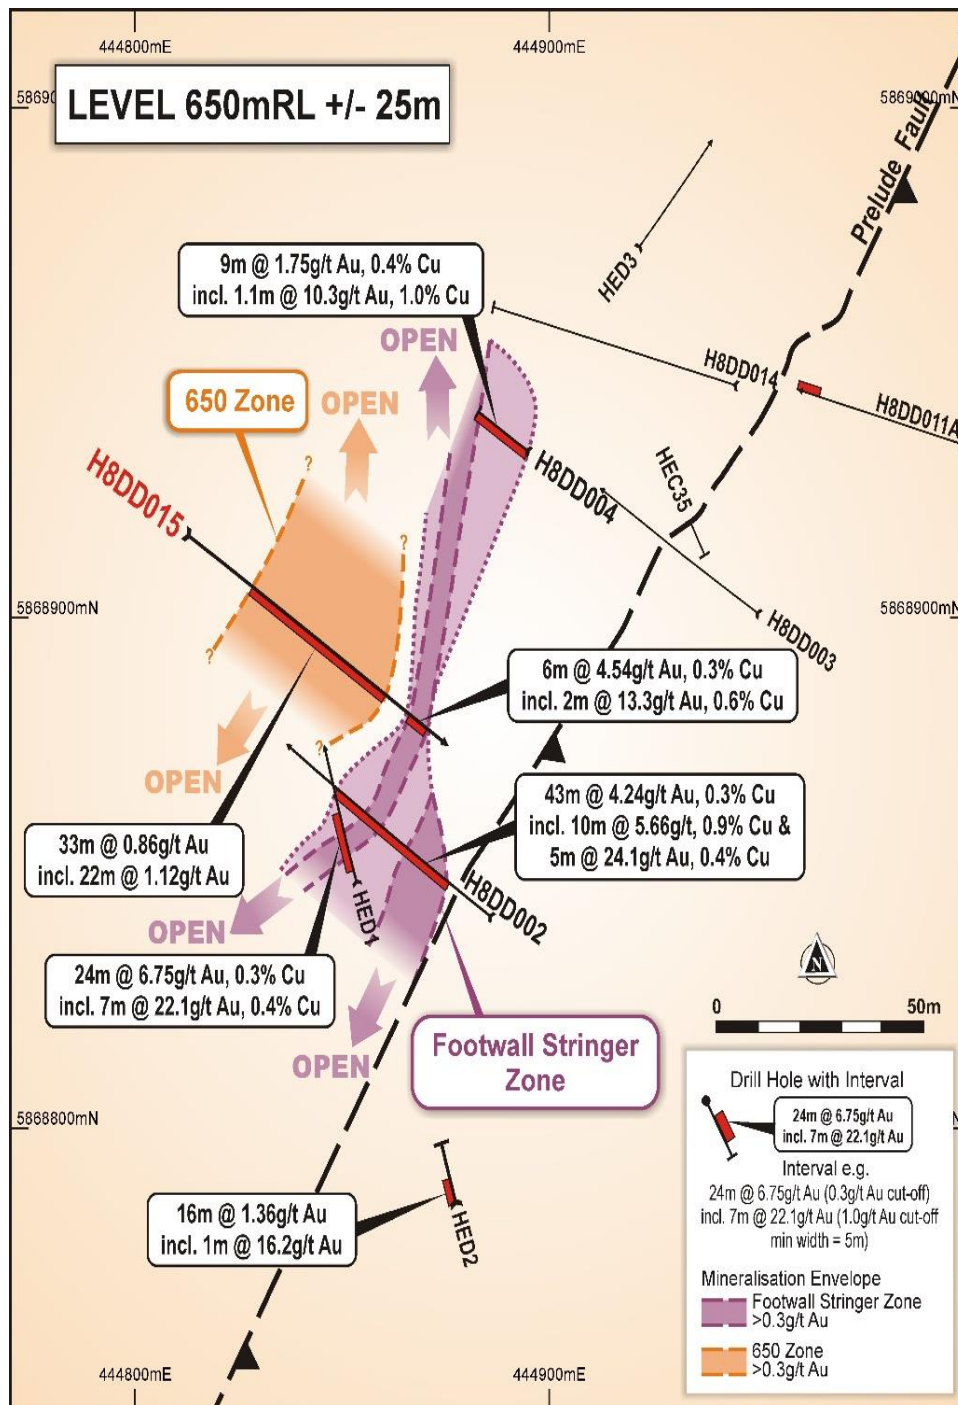 444800mE
444900mE
LEVEL 650mRL +/- 25m
5869000mN
Prelude Fault
HED3
9m @ 1.75g/t Au, 0.4% Cu
incl. 1.1m @ 10.3g/t Au, 1.0% Cu
OPEN
H8DD014
H8DD011A
650 Zone
OPEN
H8DD015
H8DD004
HEC35
?
?
5868900mN
5868900mN
H8DD003
?
6m @ 4.54g/t Au, 0.3% Cu
incl. 2m @ 13.3g/t Au, 0.6% Cu
?
OPEN
43m @ 4.24g/t Au, 0.3% Cu
incl. 10m @ 5.66g/t, 0.9% Cu &
5m @ 24.1g/t Au, 0.4% Cu
33m @ 0.86g/t Au
incl. 22m @ 1.12g/t Au
HED1
H8DD002
OPEN
24m @ 6.75g/t Au, 0.3% Cu
incl. 7m @ 22.1g/t Au, 0.4% Cu
N
0
50m
OPEN
Footwall Stringer
Zone
Drill Hole with Interval
24m @ 6.75g/t Au
incl. 7m @ 22.1g/t Au
Interval e.g.
24m @ 6.75g/t Au (0.3g/t Au cut-off)
incl. 7m @ 22.1g/t Au (1.0g/t Au cut-off
min width = 5m)
Mineralisation Envelope
Footwall Stringer Zone
>0.3g/t Au
650 Zone
>0.3g/t Au
5868800mN
16m @ 1.36g/t Au
incl. 1m @ 16.2g/t Au
HED2
444800mE
444900mE